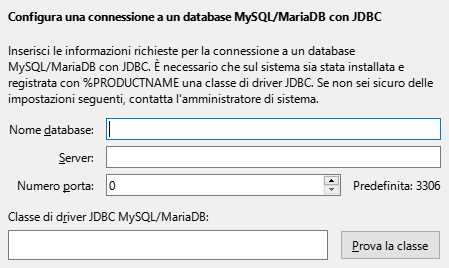 Configura una connessione a un database MySQL/MariaDB con JDBC
Inserisci le informazioni richieste per la connessione a un database
MySQL/MariaDB con JDBC. È necessario che sul sistema sia stata installata e
registrata con %PRODUCTNAME una classe di driver JDBC. Se non sei sicuro delle
impostazioni seguenti, contatta l'amministratore di sistema.
Nome database:
Server:
Numero porta: 0 Predefinita: 3306
Classe di driver JDBC MySQL/MariaDB:
Prova la classe